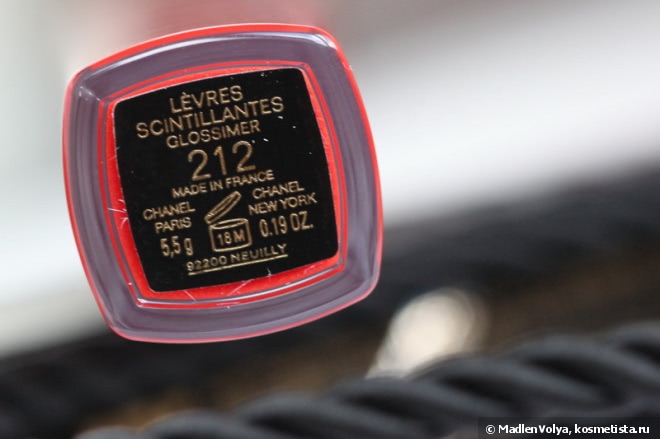 LÈVRES
SCINTILLANTES
GLOSSIMER
212
MADE IN FRANCE
CHANEL PARIS
CHANEL NEW YORK
5,5 g
18M
0.19 OZ.
92200 NEUILLY
© MadlenVolya, kosmetista.ru